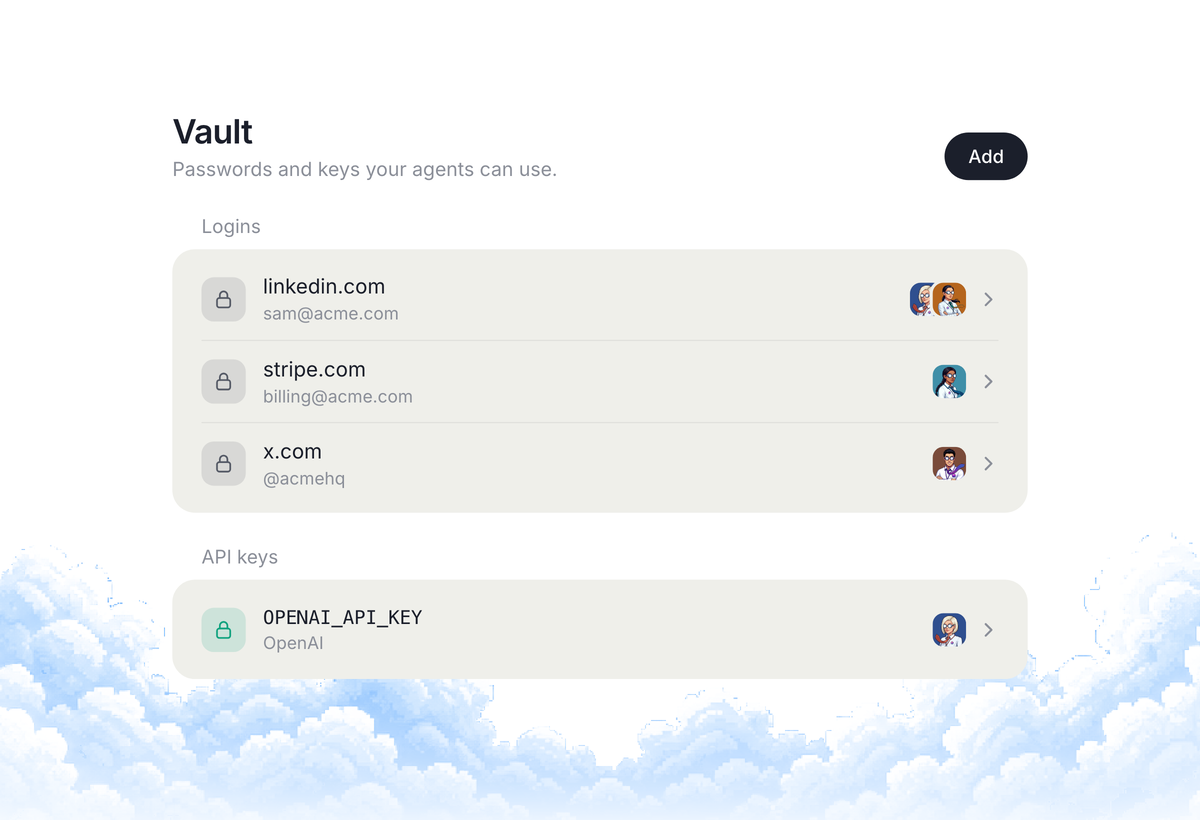 Vault
Passwords and keys your agents can use.
Add
Logins
linkedin.com
sam@acme.com
stripe.com
billing@acme.com
x.com
@acmehq
API keys
OPENAI_API_KEY
OpenAI